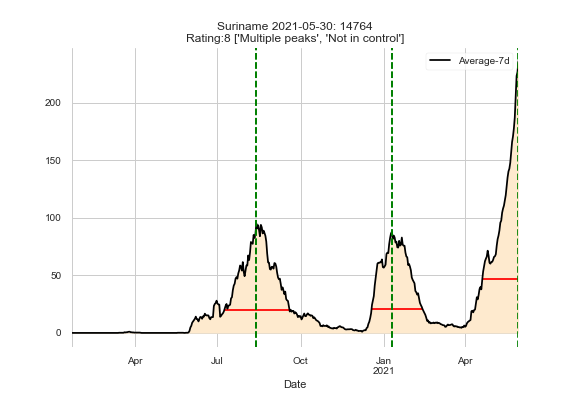 Suriname 2021-05-30: 14764
Rating:8 ['Multiple peaks', 'Not in control']
Average-7d
200
150
100
50
0
Apr
Jul
Oct
Jan
2021
Apr
Date